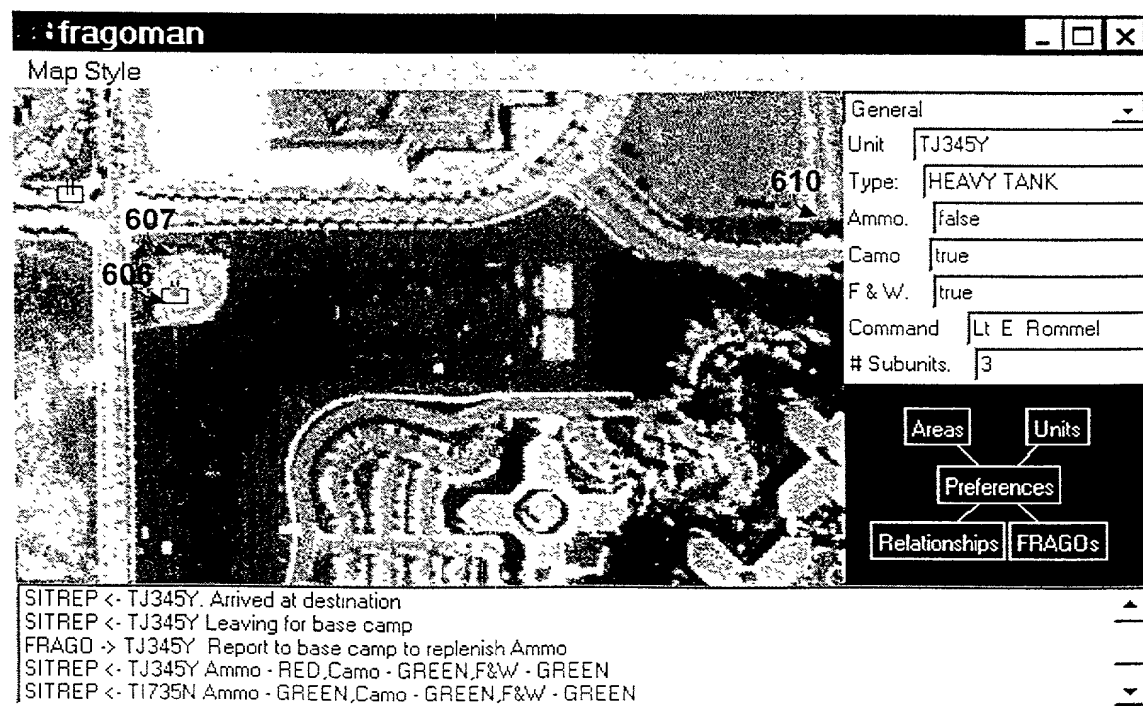 fragoman
Map Style
607
606
610
General
Unit TJ345Y
Type: HEAVY TANK
Ammo. false
Camo true
F & W. true
Command Lt E Rommel
# Subunits. 3
Areas Units
Preferences
Relationships FRAGOs
SITREP <- TJ345Y. Arrived at destination
SITREP <- TJ345Y Leaving for base camp
FRAGO -> TJ345Y Report to base camp to replenish Ammo
SITREP <- TJ345Y Ammo - RED,Camo - GREEN,F&W - GREEN
SITREP <- TI735N Ammo - GREEN,Camo - GREEN,F&W - GREEN